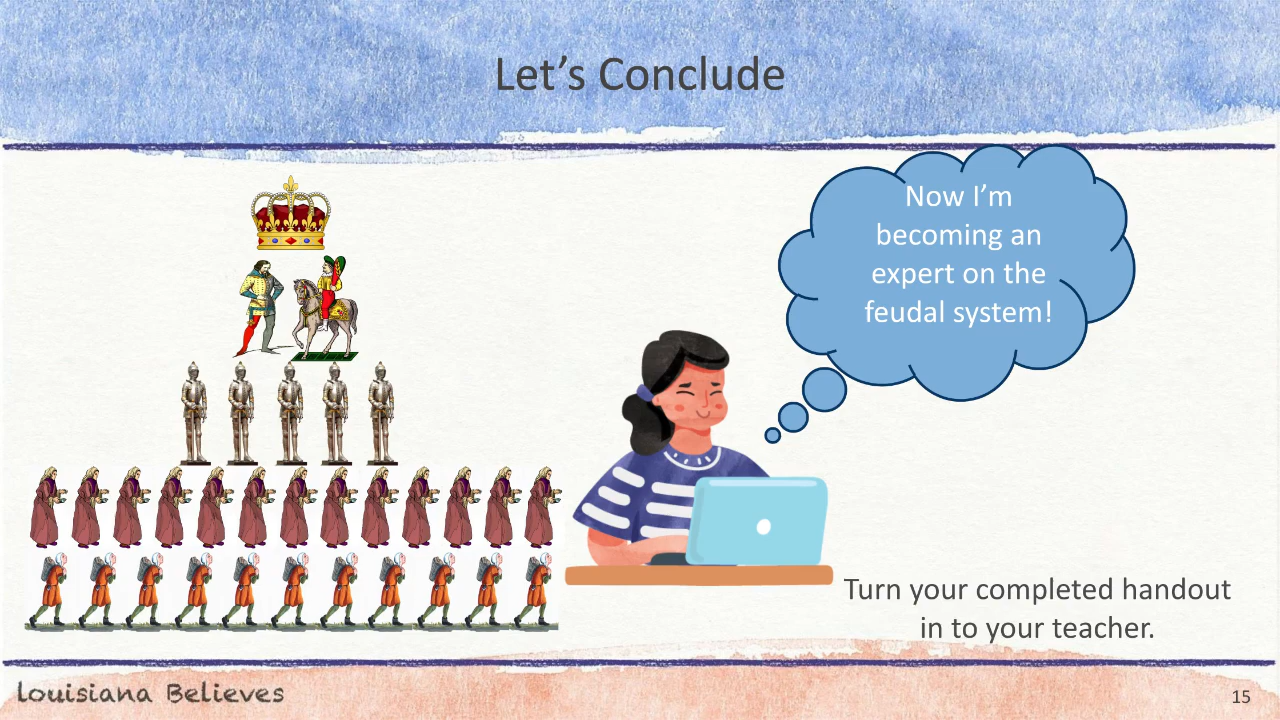 Let’s Conclude
Now I’m
becoming an
expert on the
feudal system!
Turn your completed handout
in to your teacher.
Louisiana Believes
15